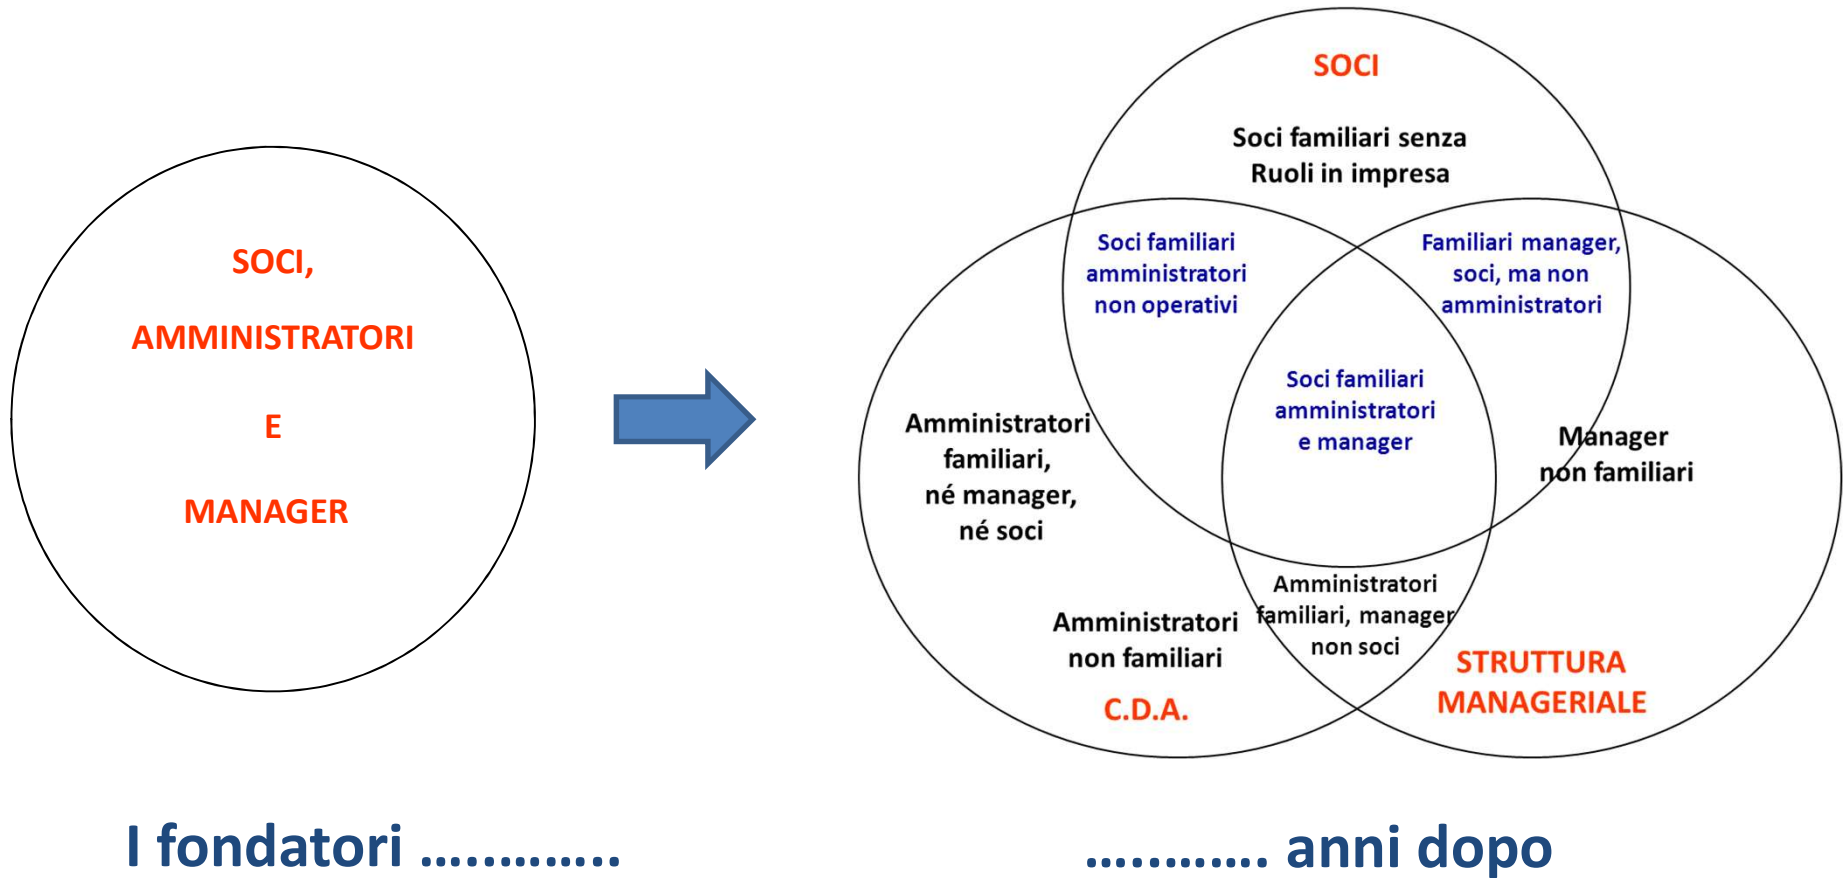 SOCI,
AMMINISTRATORI
E
MANAGER
I fondatori .............
SOCI
Soci familiari senza
Ruoli in impresa
Soci familiari
amministratori
non operativi
Familiari manager,
soci, ma non
amministratori
Soci familiari
amministratori
e manager
Amministratori
familiari,
né manager,
né soci
Manager
non familiari
Amministratori
familiari, manager
non soci
Amministratori
non familiari
C.D.A.
STRUTTURA
MANAGERIALE
............ anni dopo